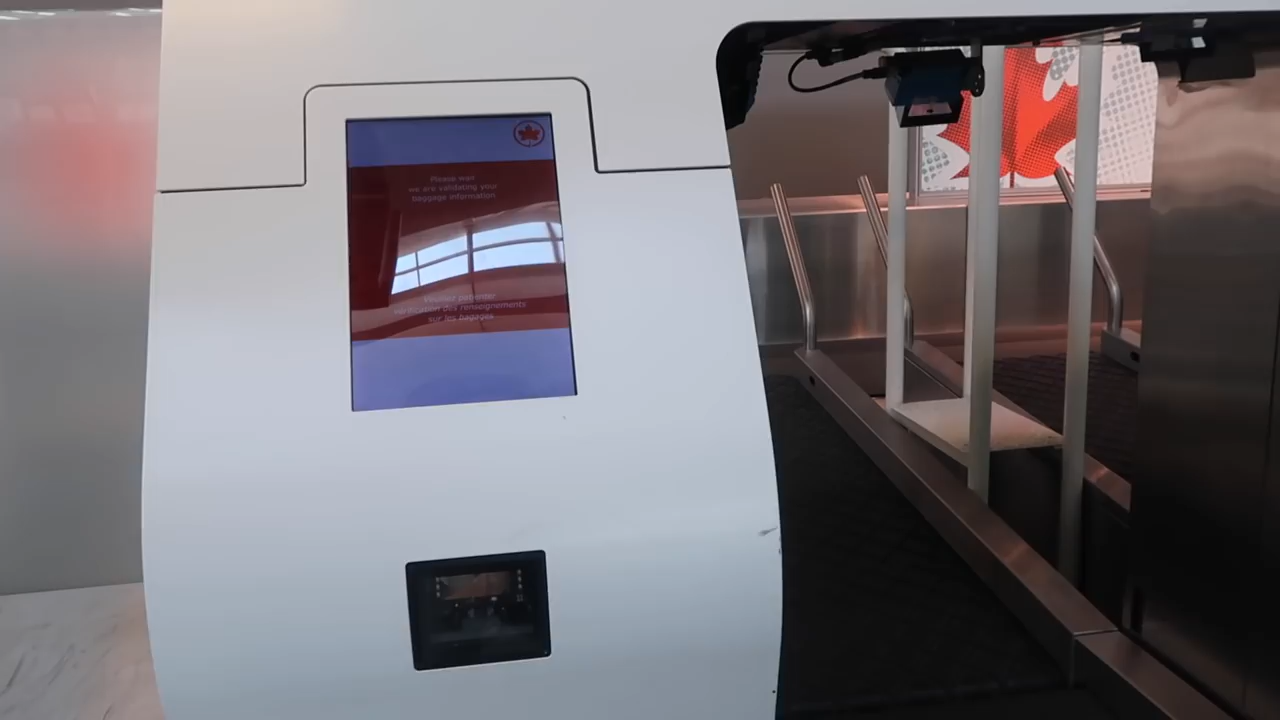 Please wait
we are validating your
baggage information
Veuillez patienter
vérification des renseignements
sur les bagages